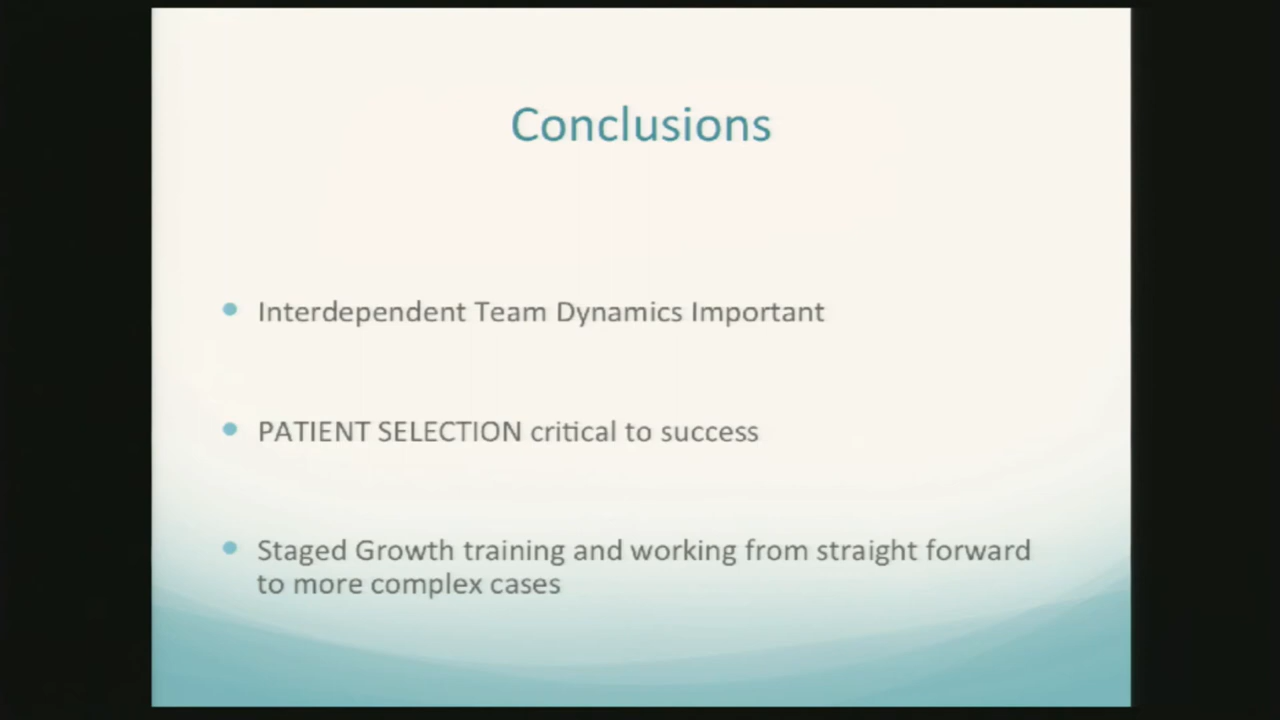 Conclusions
Interdependent Team Dynamics Important
PATIENT SELECTION critical to success
Staged Growth training and working from straight forward
to more complex cases